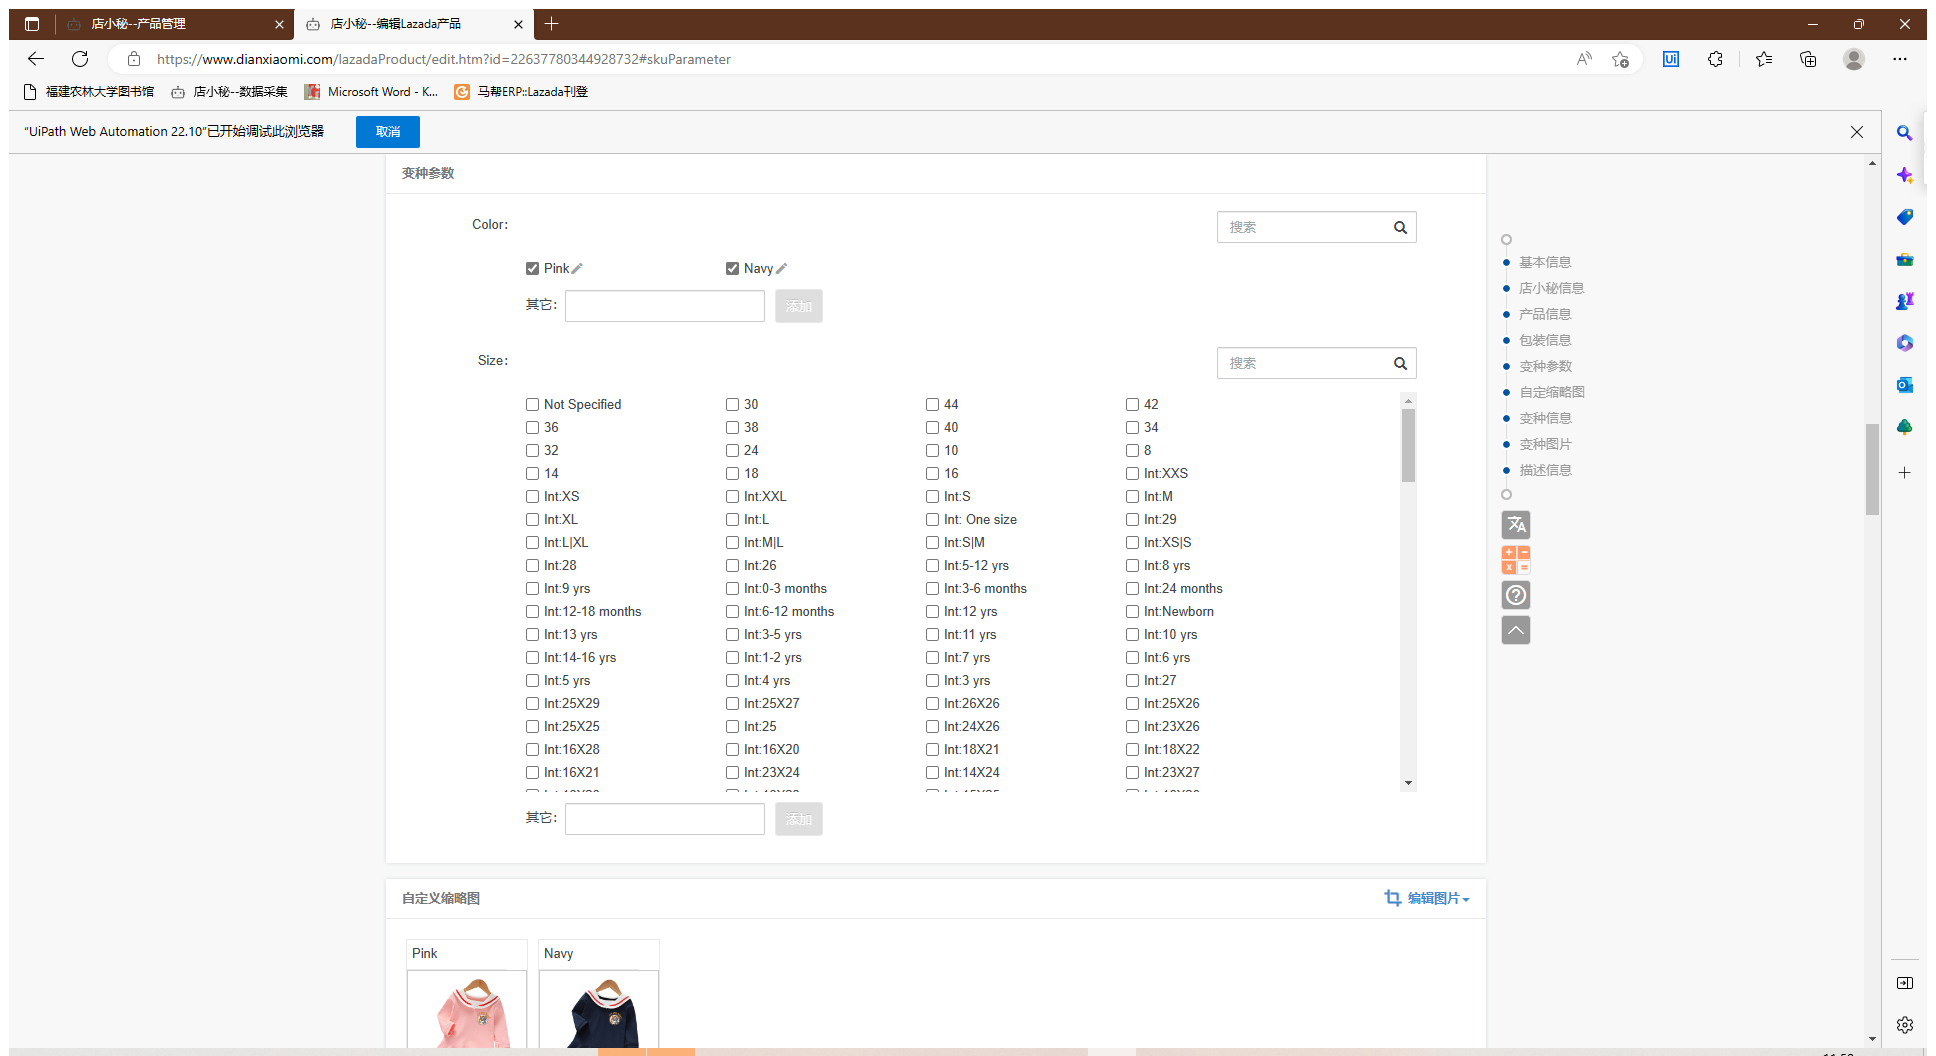 店小秘--产品管理
店小秘--编辑Lazada产品
https://www.dianxiaomi.com/lazadaProduct/edit.htm?id=22637780344928732#skuParameter
福建农林大学图书馆 店小秘--数据采集 Microsoft Word - K... 马帮ERP::Lazada刊登
“UiPath Web Automation 22.10”已开始调试此浏览器 取消
变种参数
Color: 搜索
Pink Navy
其它: 添加
Size: 搜索
Not Specified 30 44 42
36 38 40 34
32 24 10 8
14 18 16 Int:XXS
Int:XS Int:XXL Int:S Int:M
Int:XL Int:L Int: One size Int:29
Int:L|XL Int:M|L Int:S|M Int:XS|S
Int:28 Int:26 Int:5-12 yrs Int:8 yrs
Int:9 yrs Int:0-3 months Int:3-6 months Int:24 months
Int:12-18 months Int:6-12 months Int:12 yrs Int:Newborn
Int:13 yrs Int:3-5 yrs Int:11 yrs Int:10 yrs
Int:14-16 yrs Int:1-2 yrs Int:7 yrs Int:6 yrs
Int:5 yrs Int:4 yrs Int:3 yrs Int:27
Int:25X29 Int:25X27 Int:26X26 Int:25X26
Int:25X25 Int:25 Int:24X26 Int:23X26
Int:16X28 Int:16X20 Int:18X21 Int:18X22
Int:16X21 Int:23X24 Int:14X24 Int:23X27
其它: 添加
自定义缩略图 编辑图片
Pink Navy
基本信息
店小秘信息
产品信息
包装信息
变种参数
自定缩略图
变种信息
变种图片
描述信息